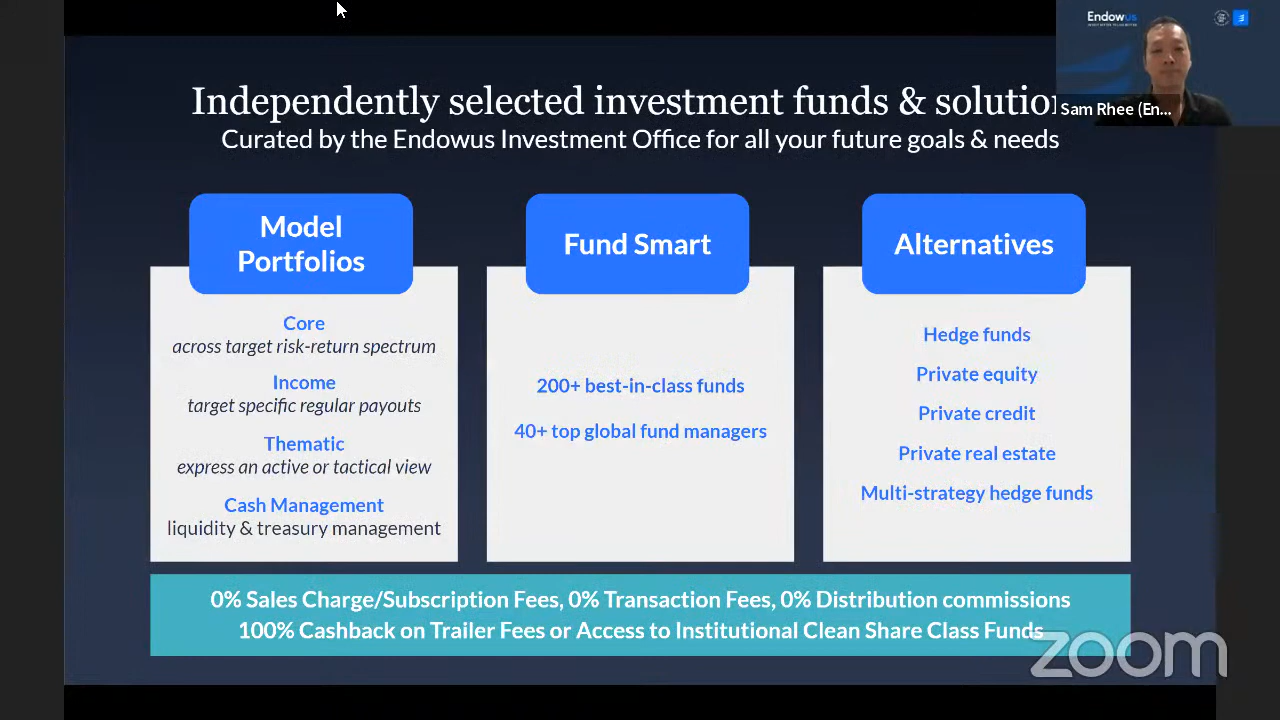 Endowus
Independently selected investment funds & solution
Sam Rhee (En...
Curated by the Endowus Investment Office for all your future goals & needs
Model
Portfolios
Core
across target risk-return spectrum
Income
target specific regular payouts
Thematic
express an active or tactical view
Cash Management
liquidity & treasury management
Fund Smart
200+ best-in-class funds
40+ top global fund managers
Alternatives
Hedge funds
Private equity
Private credit
Private real estate
Multi-strategy hedge funds
0% Sales Charge/Subscription Fees, 0% Transaction Fees, 0% Distribution commissions
100% Cashback on Trailer Fees or Access to Institutional Clean Share Class Funds
zoom